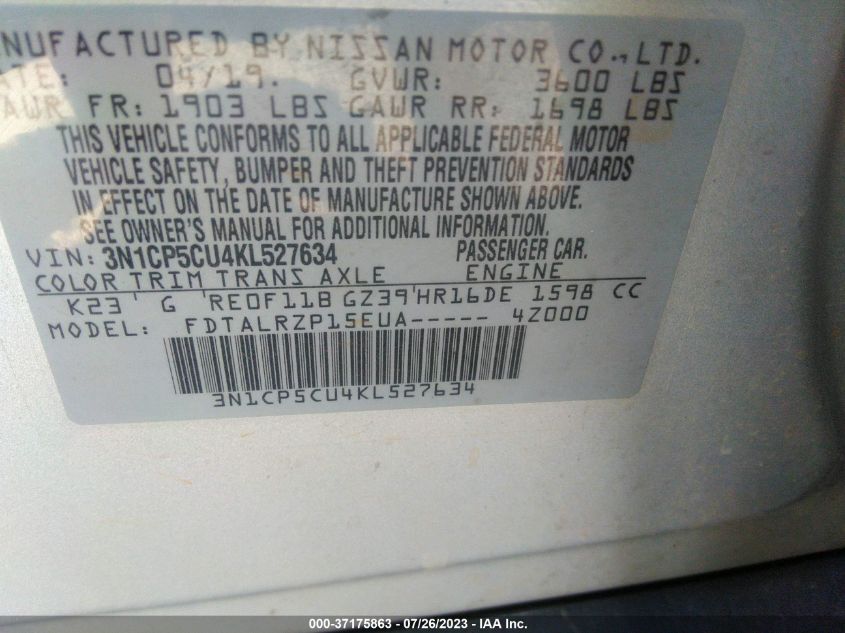 NUFACTURED BY NISSAN MOTOR CO., LTD.
ATE: 04/19. GVWR: 3600 LBS
AWR FR: 1903 LBS GAWR RR: 1698 LBS
THIS VEHICLE CONFORMS TO ALL APPLICABLE FEDERAL MOTOR
VEHICLE SAFETY, BUMPER AND THEFT PREVENTION STANDARDS
IN EFFECT ON THE DATE OF MANUFACTURE SHOWN ABOVE.
SEE OWNER'S MANUAL FOR ADDITIONAL INFORMATION.
VIN: 3N1CP5CU4KL527634 PASSENGER CAR.
COLOR TRIM TRANS AXLE ENGINE
K23 G RE0F11B GZ39 HR16DE 1598 CC
MODEL: FDTALRZP15EUA----- 4Z000
3N1CP5CU4KL527634
000-37175863 - 07/26/2023 - IAA Inc.